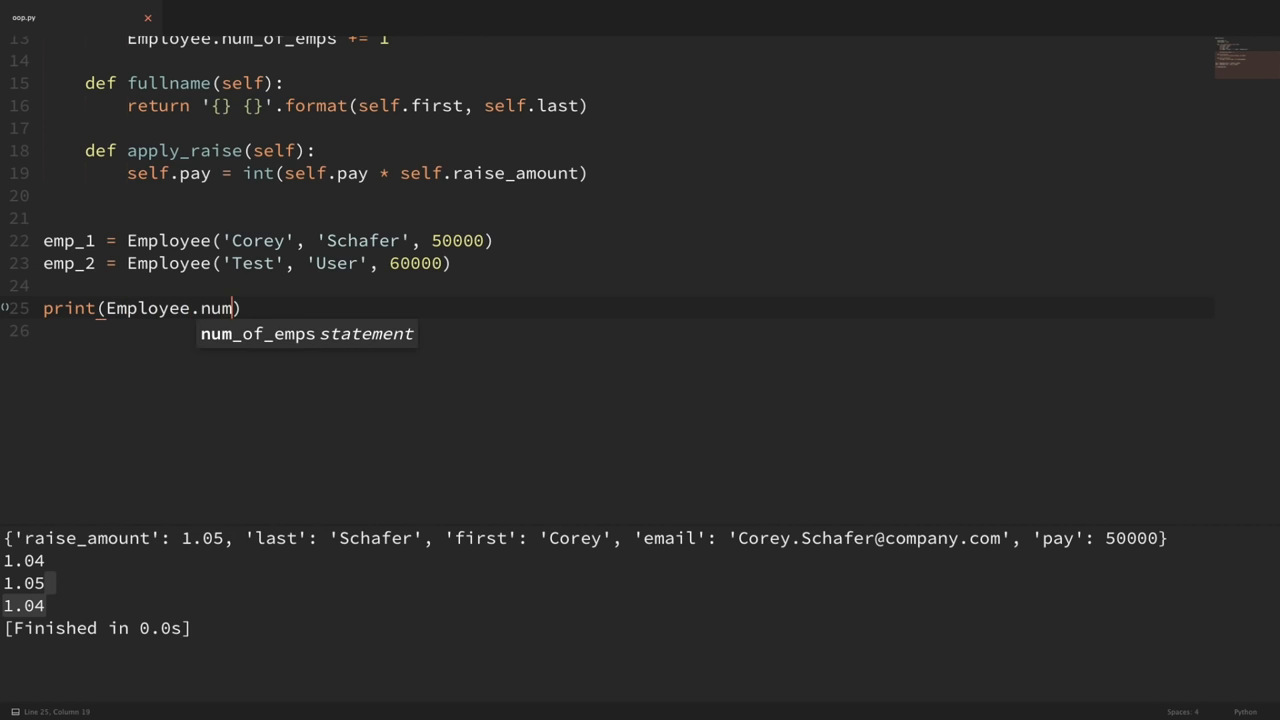 oop.py
13 Employee.num_of_emps += 1
14
15 def fullname(self):
16 return '{} {}'.format(self.first, self.last)
17
18 def apply_raise(self):
19 self.pay = int(self.pay * self.raise_amount)
20
21
22 emp_1 = Employee('Corey', 'Schafer', 50000)
23 emp_2 = Employee('Test', 'User', 60000)
24
25 print(Employee.num)
num_of_emps statement
26
{'raise_amount': 1.05, 'last': 'Schafer', 'first': 'Corey', 'email': 'Corey.Schafer@company.com', 'pay': 50000}
1.04
1.05
1.04
[Finished in 0.0s]
Line 25, Column 19 Spaces: 4 Python